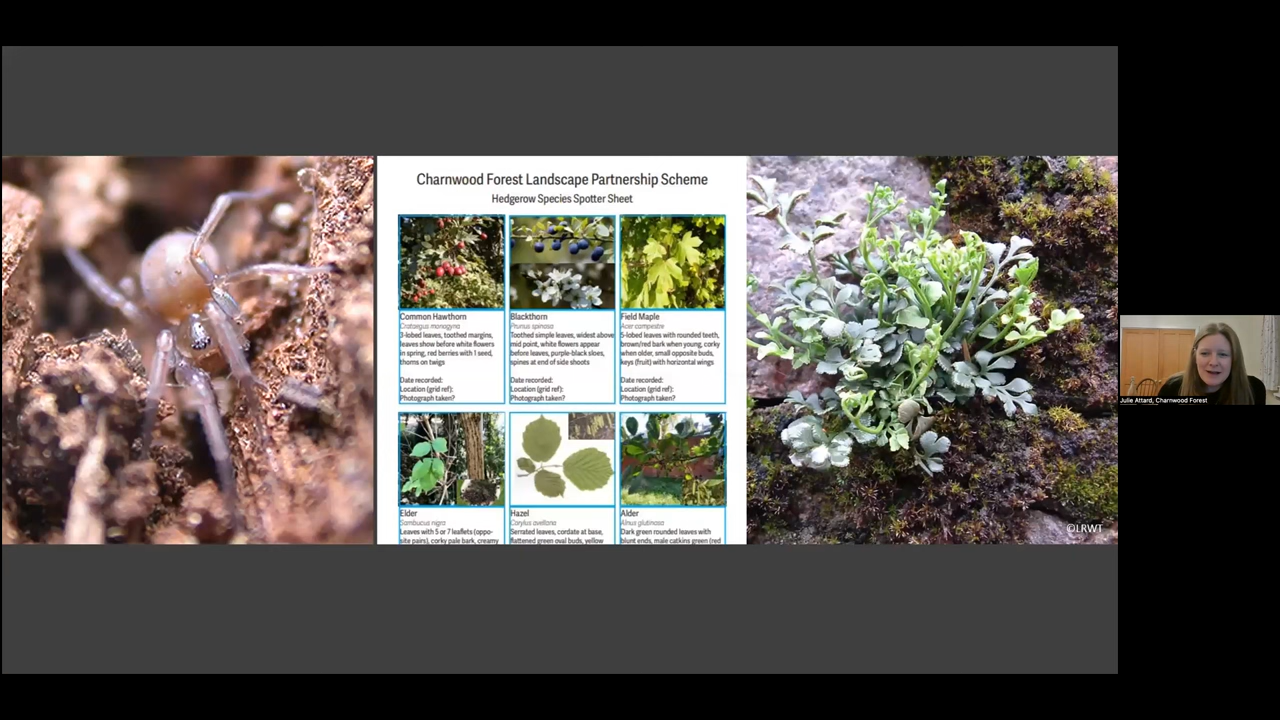 Charnwood Forest Landscape Partnership Scheme
Hedgerow Species Spotter Sheet
Common Hawthorn
Crataegus monogyna
3-lobed leaves, toothed margins,
leaves show before white flowers
in spring, red berries with 1 seed,
thorns on twigs
Date recorded:
Location (grid ref):
Photograph taken?
Blackthorn
Prunus spinosa
Toothed simple leaves, widest above
mid point, white flowers appear
before leaves, purple-black sloes,
spines at end of side shoots
Date recorded:
Location (grid ref):
Photograph taken?
Field Maple
Acer campestre
5-lobed leaves with rounded teeth,
brown/red bark when young, corky
when older, small opposite buds,
keys (fruit) with horizontal wings
Date recorded:
Location (grid ref):
Photograph taken?
Elder
Sambucus nigra
Leaves with 5 or 7 leaflets (oppo-
site pairs), corky pale bark, creamy
Hazel
Corylus avellana
Serrated leaves, cordate at base,
flattened green oval buds, yellow
Alder
Alnus glutinosa
Dark green rounded leaves with
blunt ends, male catkins green (red
©LRWT
Julie Attard, Charnwood Forest